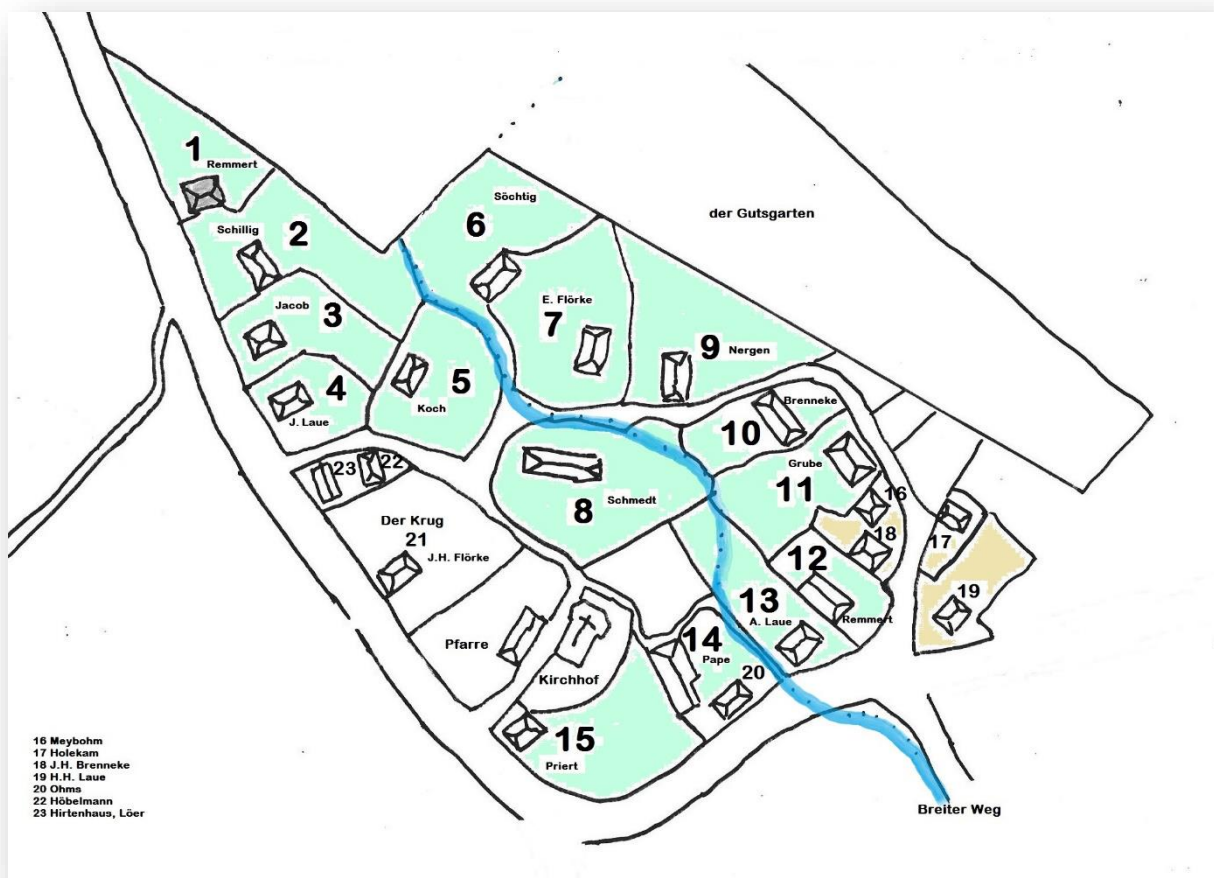 1
Remmert
Schillig
2
Jacob
3
4
J. Laue
5
Koch
Söchtig
6
E. Flörke
7
der Gutsgarten
9
Nergen
Brenneke
10
Grube
11
8
Schmedt
16
18
17
19
12
Remmert
13
A. Laue
14
Pape
20
23
22
Der Krug
21
J.H. Flörke
Pfarre
Kirchhof
15
Priert
Breiter Weg
16 Meybohm
17 Holekam
18 J.H. Brenneke
19 H.H. Laue
20 Ohms
22 Höbelmann
23 Hirtenhaus, Löer